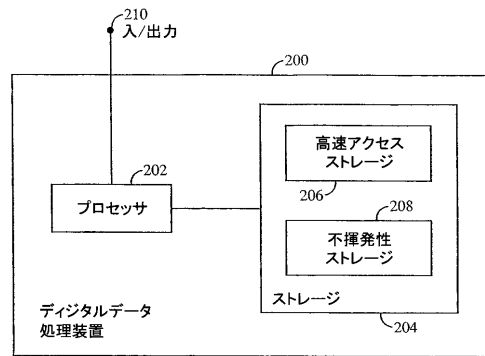 210
入/出力
200
202
プロセッサ
高速アクセス
ストレージ
206
208
不揮発性
ストレージ
ストレージ
204
ディジタルデータ
処理装置